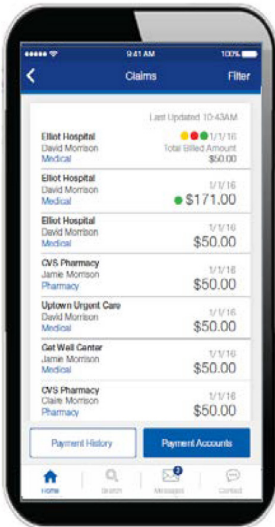 9:41 AM 100%
Claims Filter
Last Updated 10:43AM
Elliot Hospital 1/1/16
David Morrison Total Billed Amount
Medical $50.00
Elliot Hospital 1/1/16
David Morrison
Medical $171.00
Elliot Hospital
David Morrison 1/1/16
Medical $50.00
CVS Pharmacy
Jamie Morrison 1/1/16
Pharmacy $50.00
Uptown Urgent Care
David Morrison 1/1/16
Medical $50.00
Get Well Center
Jamie Morrison 1/1/16
Medical $50.00
CVS Pharmacy
Claire Morrison 1/1/16
Pharmacy $50.00
Payment History Payment Accounts
Home Search Messages Contact